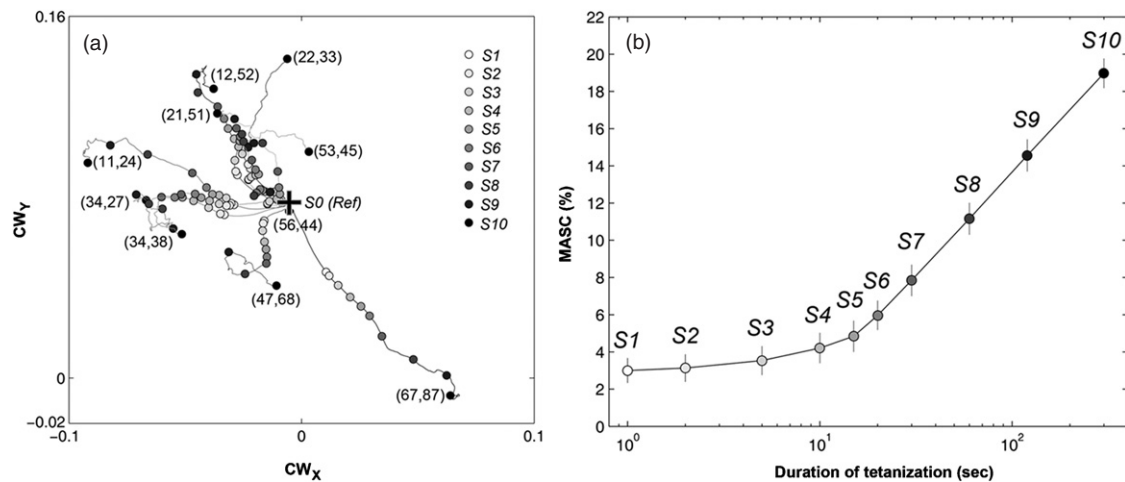 0.16
(a)
(22,33)
(12,52)
(21,51)
(53,45)
(11,24)
(34,27)
S0 (Ref)
(56,44)
(34,38)
(47,68)
(67,87)
S1
S2
S3
S4
S5
S6
S7
S8
S9
S10
CW_Y
0
-0.02
-0.1
0
0.1
CW_X
(b)
MASC (%)
22
20
18
16
14
12
10
8
6
4
2
0
S1
S2
S3
S4
S5
S6
S7
S8
S9
S10
10^0
10^1
10^2
Duration of tetanization (sec)